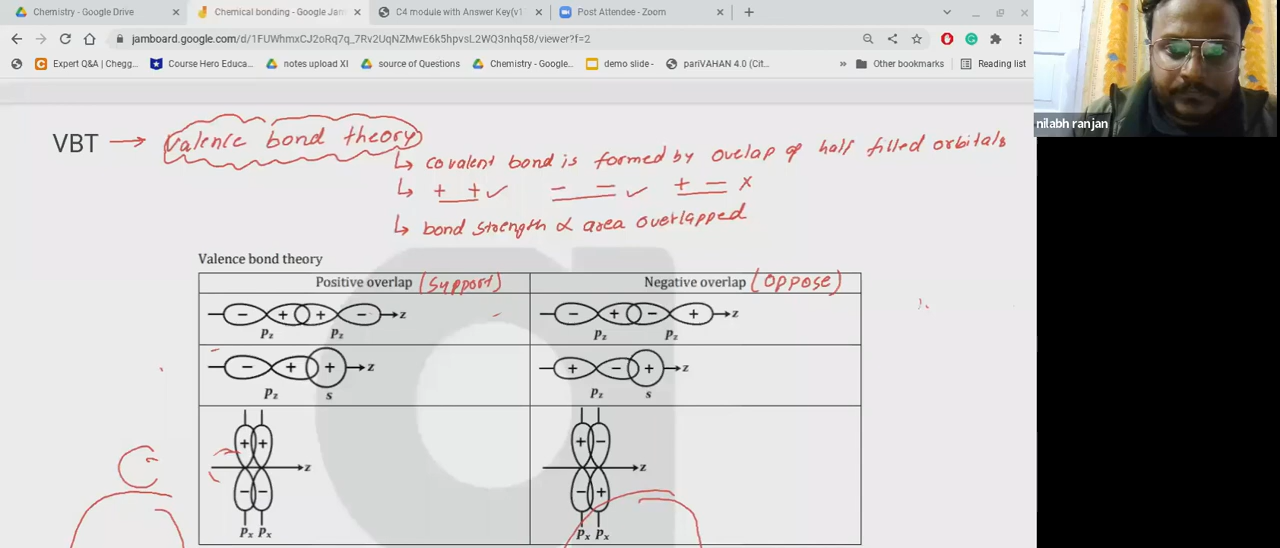 Chemistry - Google Drive
Chemical bonding - Google Jam
C4 module with Answer Key(v1
Post Attendee - Zoom
jamboard.google.com/d/1FUWhmxCJ2oRq7q_7Rv2UqNZMwE6k5hpvsL2WQ3nhq58/viewer?f=2
Expert Q&A | Chegg...
Course Hero Educa...
notes upload XI
source of Questions
Chemistry - Google...
demo slide -
pariVAHAN 4.0 (Cit...
»
Other bookmarks
Reading list
nilabh ranjan
VBT → valence bond theory
↳ covalent bond is formed by ovelap of half filled orbitals
↳ + + ✓ - = ✓ + = x
↳ bond strength ∝ area overlapped
Valence bond theory
Positive overlap (support) Negative overlap (oppose)
- + + - z - + - + z
pz pz pz pz
- + + z + - + z
pz s pz s
+ + + -
z z
- - - +
px px px px